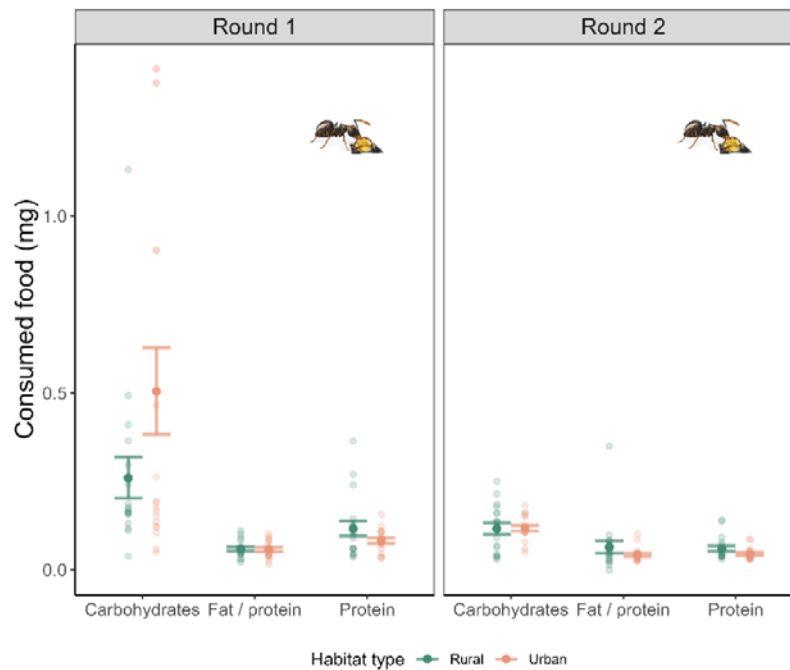 Round 1 Round 2
Consumed food (mg)
1.0
0.5
0.0
Carbohydrates Fat / protein Protein Carbohydrates Fat / protein Protein
Habitat type Rural Urban